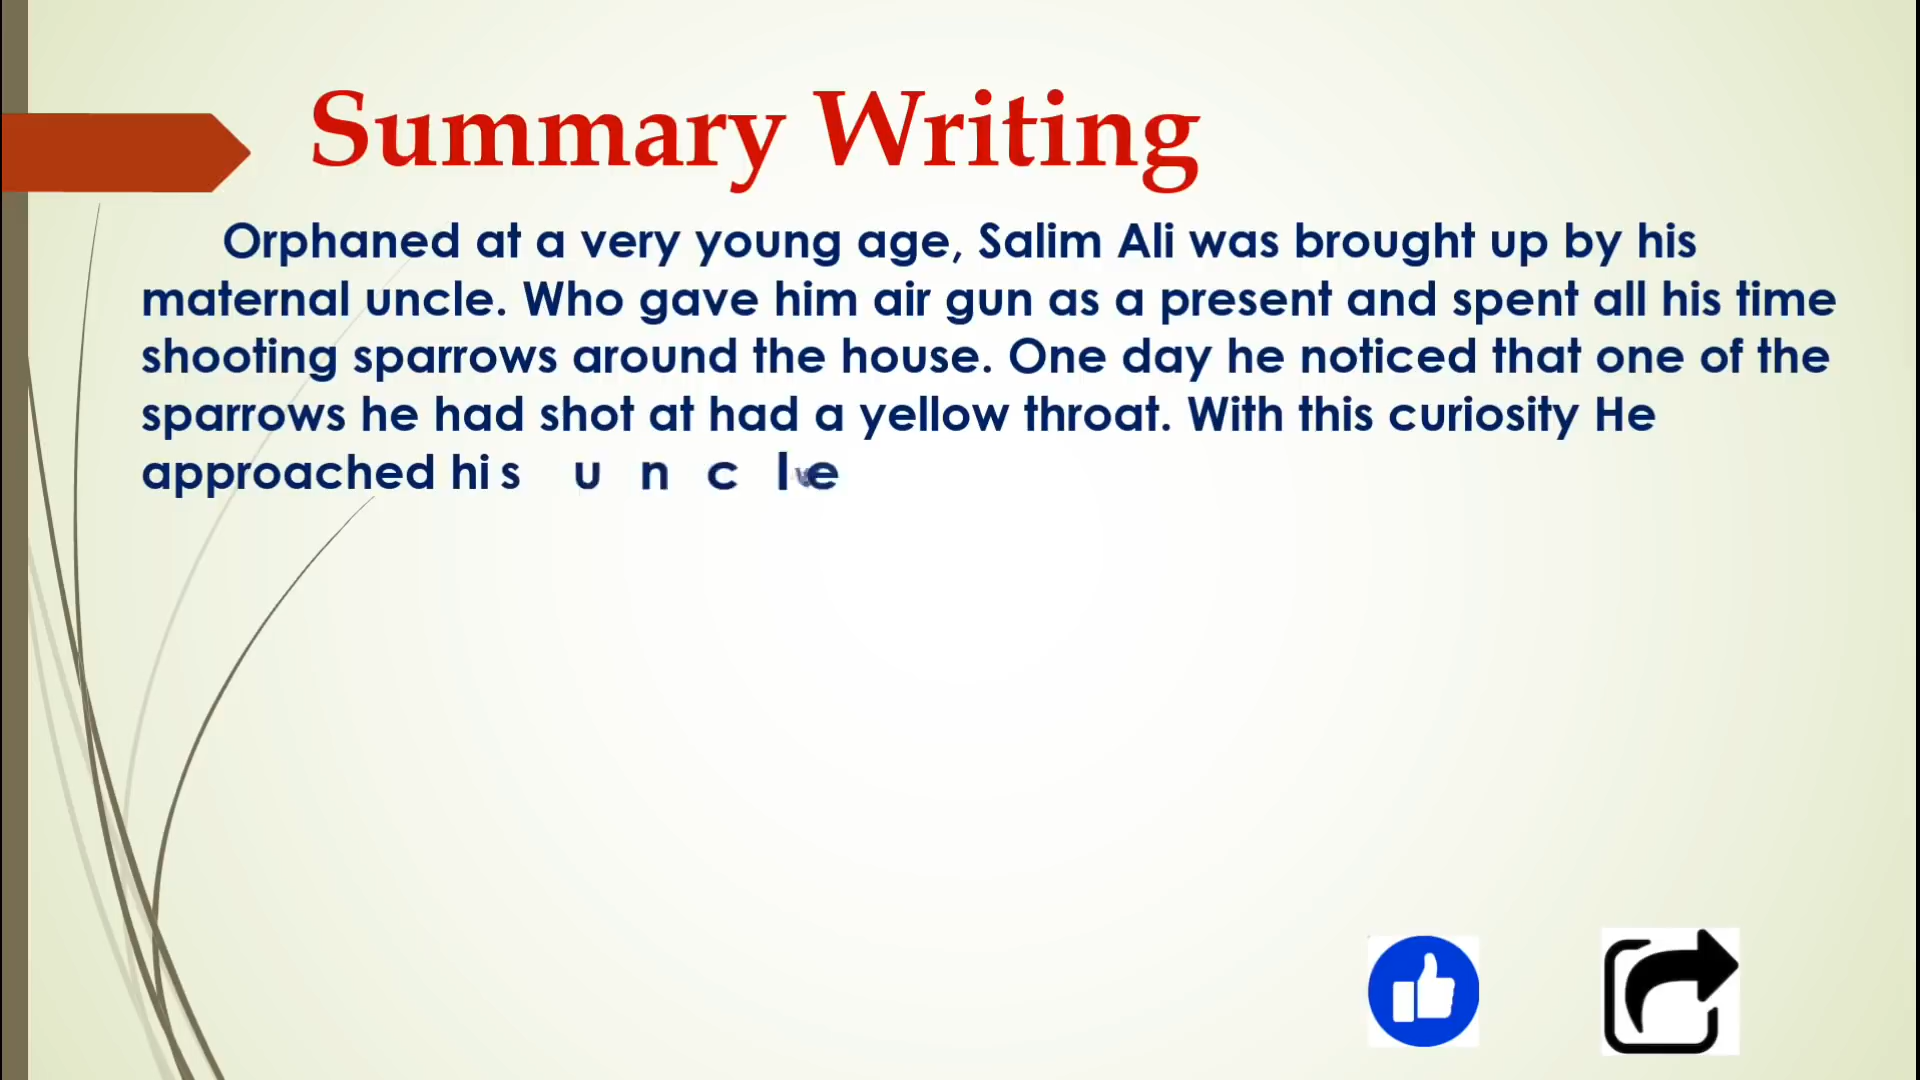 Summary Writing
Orphaned at a very young age, Salim Ali was brought up by his
maternal uncle. Who gave him air gun as a present and spent all his time
shooting sparrows around the house. One day he noticed that one of the
sparrows he had shot at had a yellow throat. With this curiosity He
approached his uncle